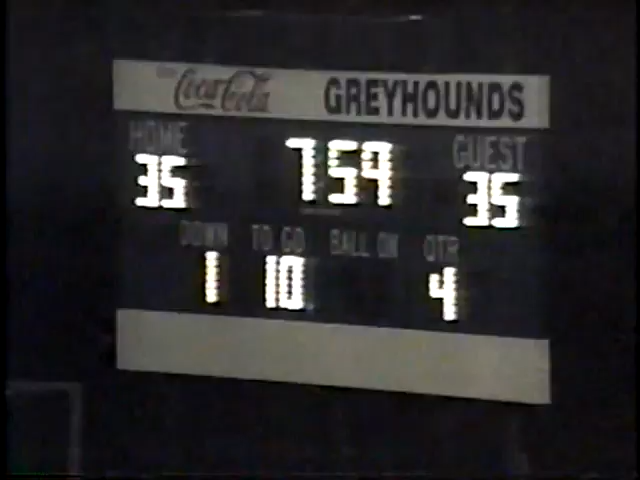 Coca-Cola GREYHOUNDS
HOME 7 59 GUEST
35 35
DOWN TO GO BALL ON QTR
1 10 4